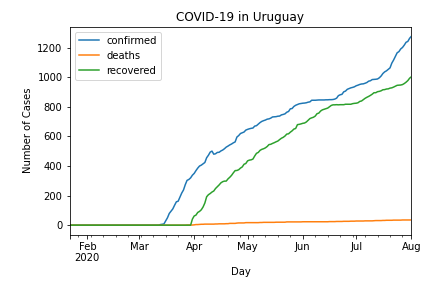 COVID-19 in Uruguay
confirmed
deaths
recovered
Number of Cases
1200
1000
800
600
400
200
0
Feb
2020
Mar
Apr
May
Jun
Jul
Aug
Day